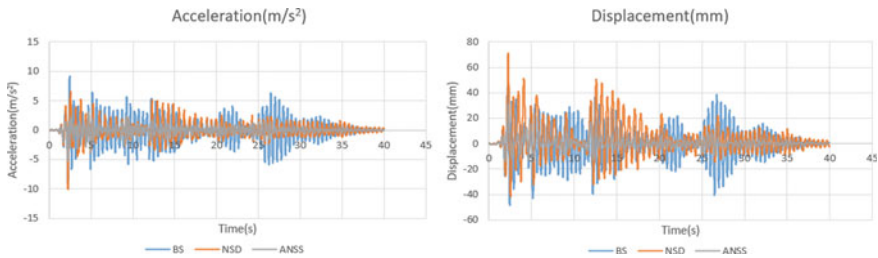 Acceleration(m/s²)
15
10
5
0
-5
-10
-15
0 5 10 15 20 25 30 35 40 45
Acceleration(m/s²)
Time(s)
BS NSD ANSS
Displacement(mm)
80
60
40
20
0
-20
-40
-60
0 5 10 15 20 25 30 35 40 45
Displacement(mm)
Time(s)
BS NSD ANSS